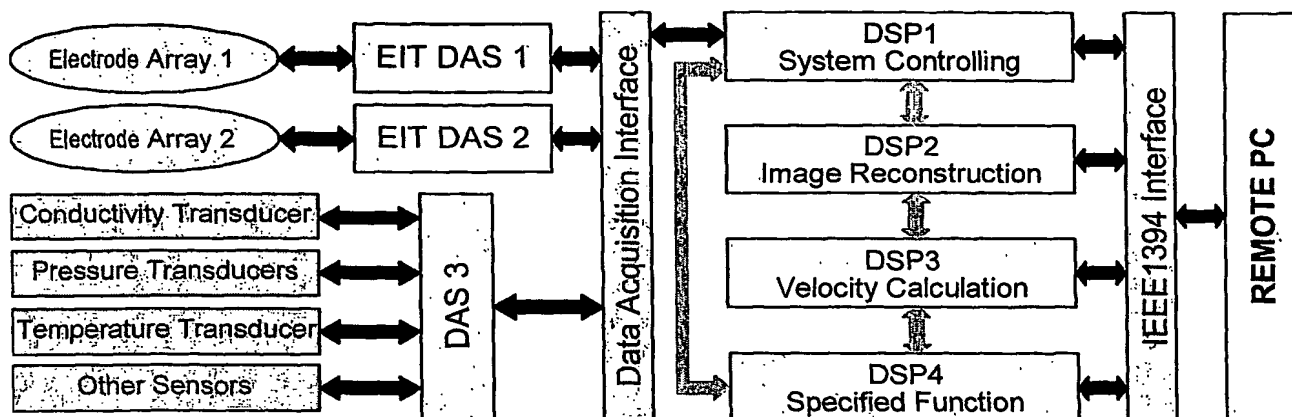 Electrode Array 1
EIT DAS 1
Electrode Array 2
EIT DAS 2
Conductivity Transducer
Pressure Transducers
Temperature Transducer
Other Sensors
DAS 3
Data Acquisition Interface
DSP1
System Controlling
DSP2
Image Reconstruction
DSP3
Velocity Calculation
DSP4
Specified Function
IEEE1394 Interface
REMOTE PC